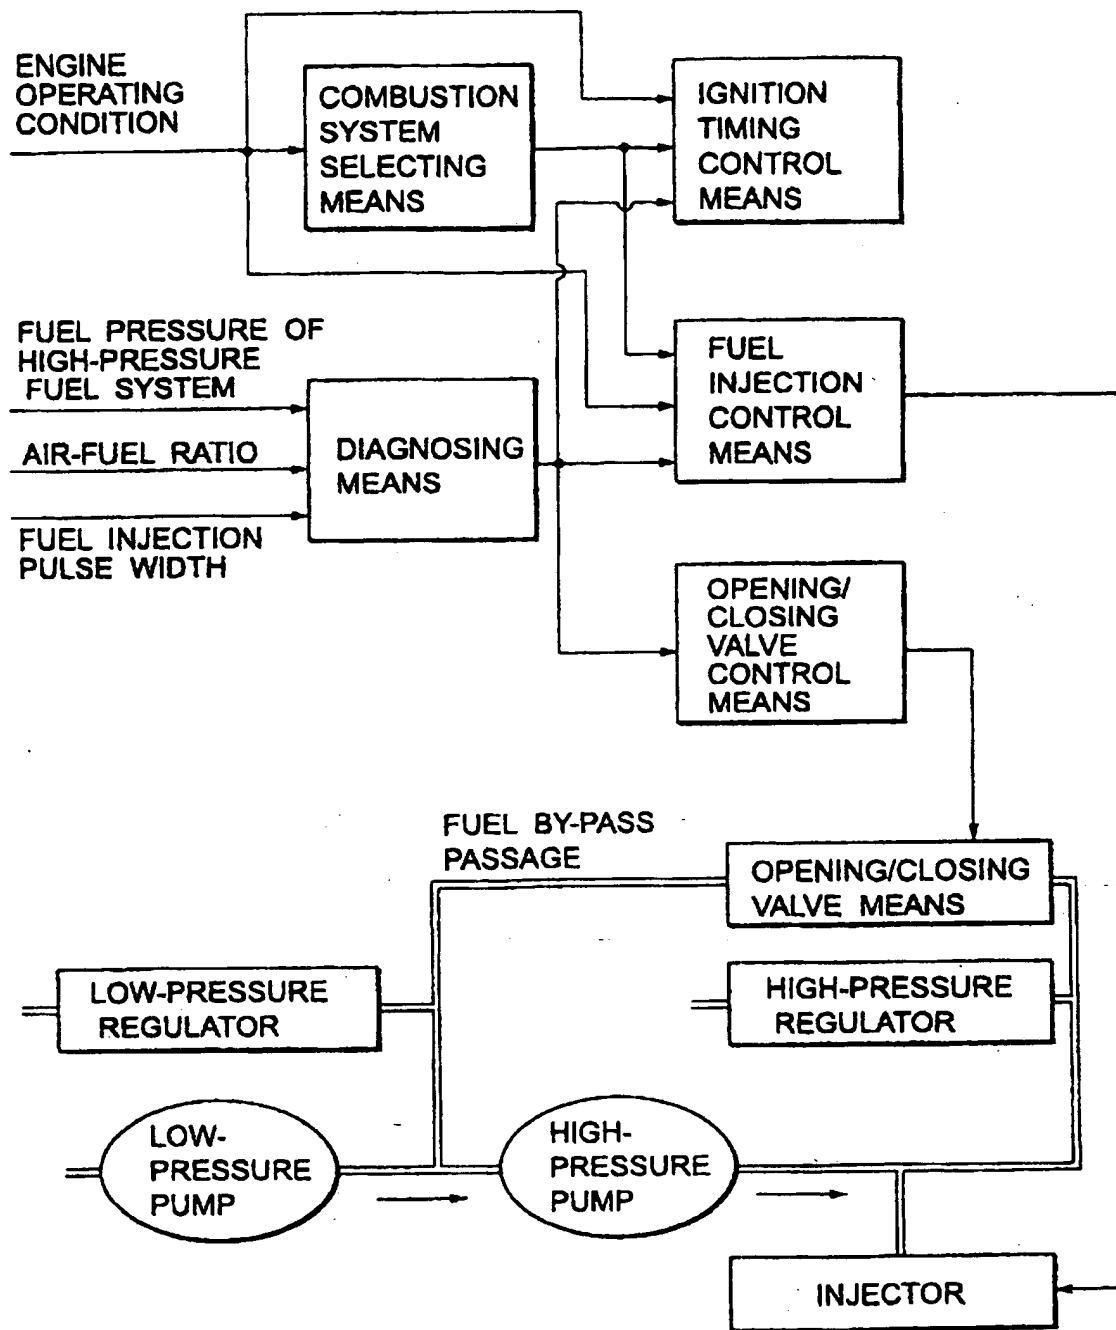 ENGINE
OPERATING
CONDITION
COMBUSTION
SYSTEM
SELECTING
MEANS
IGNITION
TIMING
CONTROL
MEANS
FUEL PRESSURE OF
HIGH-PRESSURE
FUEL SYSTEM
AIR-FUEL RATIO
FUEL INJECTION
PULSE WIDTH
DIAGNOSING
MEANS
FUEL
INJECTION
CONTROL
MEANS
OPENING/
CLOSING
VALVE
CONTROL
MEANS
FUEL BY-PASS
PASSAGE
OPENING/CLOSING
VALVE MEANS
LOW-PRESSURE
REGULATOR
HIGH-PRESSURE
REGULATOR
LOW-
PRESSURE
PUMP
HIGH-
PRESSURE
PUMP
INJECTOR